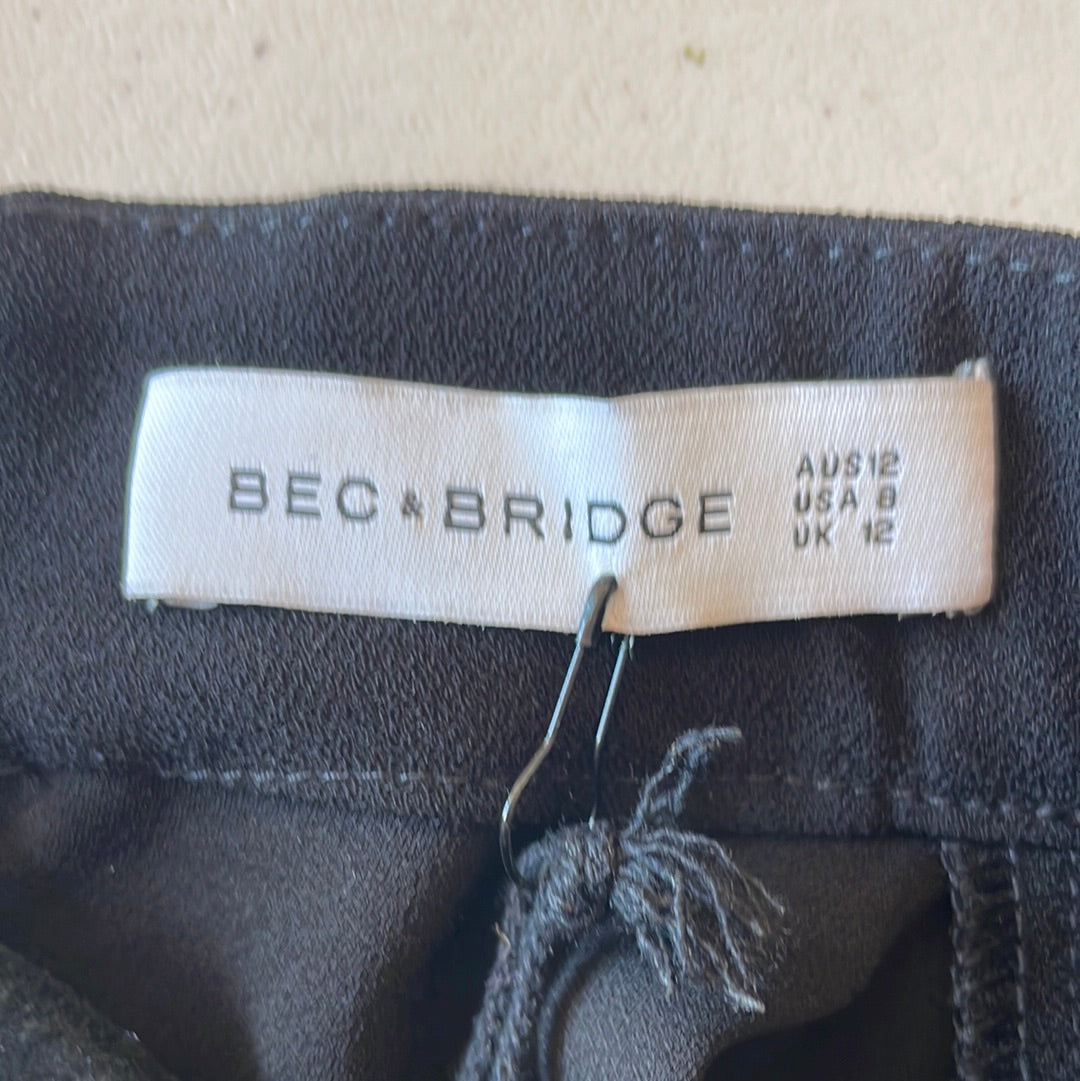 BEC & BRIDGE
AUS 12
USA 8
UK 12